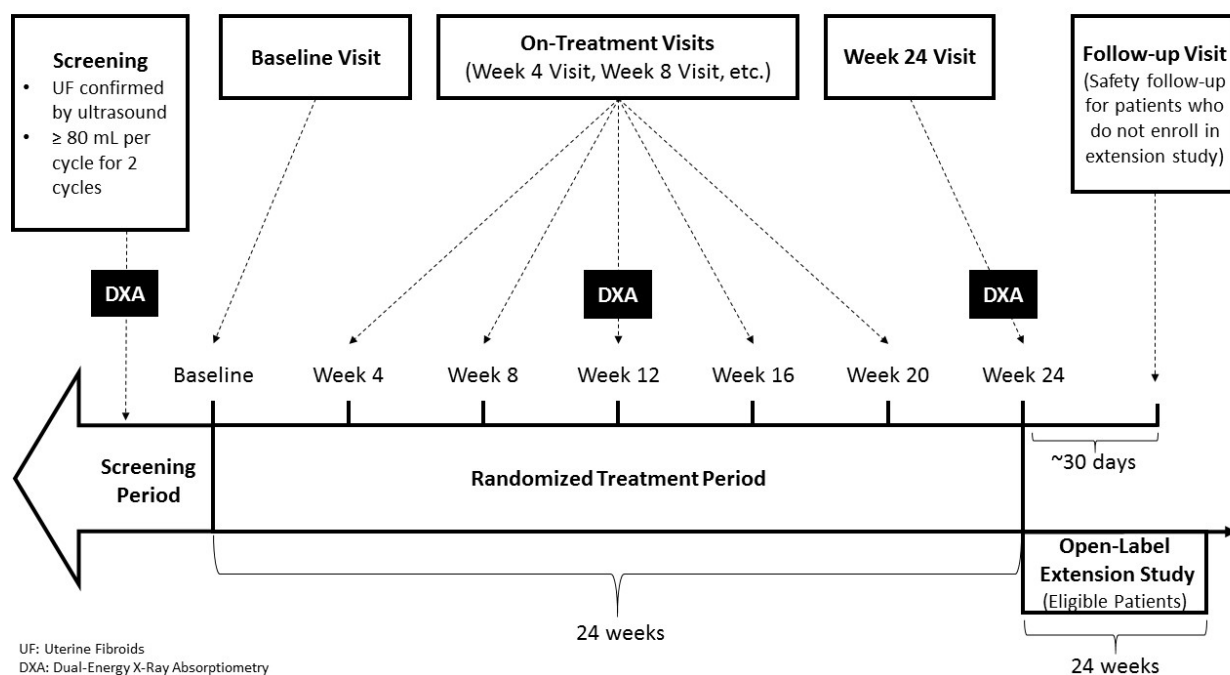 Screening
• UF confirmed
by ultrasound
• ≥ 80 mL per
cycle for 2
cycles
Baseline Visit
On-Treatment Visits
(Week 4 Visit, Week 8 Visit, etc.)
Week 24 Visit
Follow-up Visit
(Safety follow-up
for patients who
do not enroll in
extension study)
DXA
DXA
DXA
Baseline
Week 4
Week 8
Week 12
Week 16
Week 20
Week 24
~30 days
Screening
Period
Randomized Treatment Period
Open-Label
Extension Study
(Eligible Patients)
24 weeks
24 weeks
UF: Uterine Fibroids
DXA: Dual-Energy X-Ray Absorptiometry